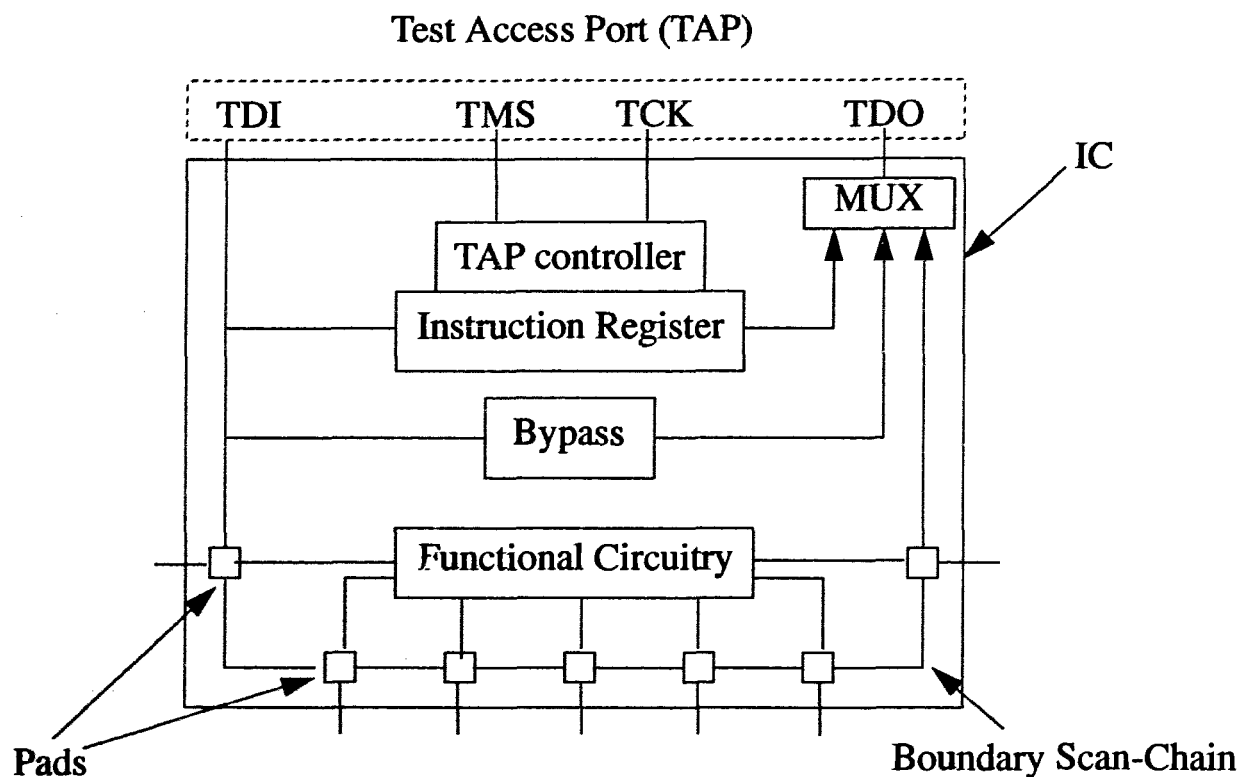 Test Access Port (TAP)
TDI TMS TCK TDO
IC
MUX
TAP controller
Instruction Register
Bypass
Functional Circuitry
Pads
Boundary Scan-Chain